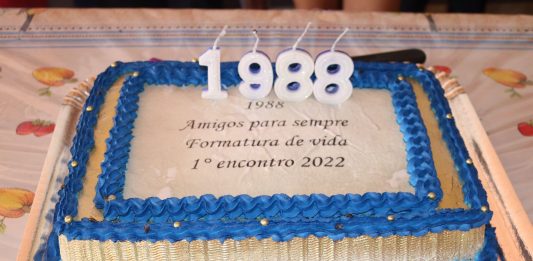 1988
1988
Amigos para sempre
Formatura de vida
1º encontro 2022